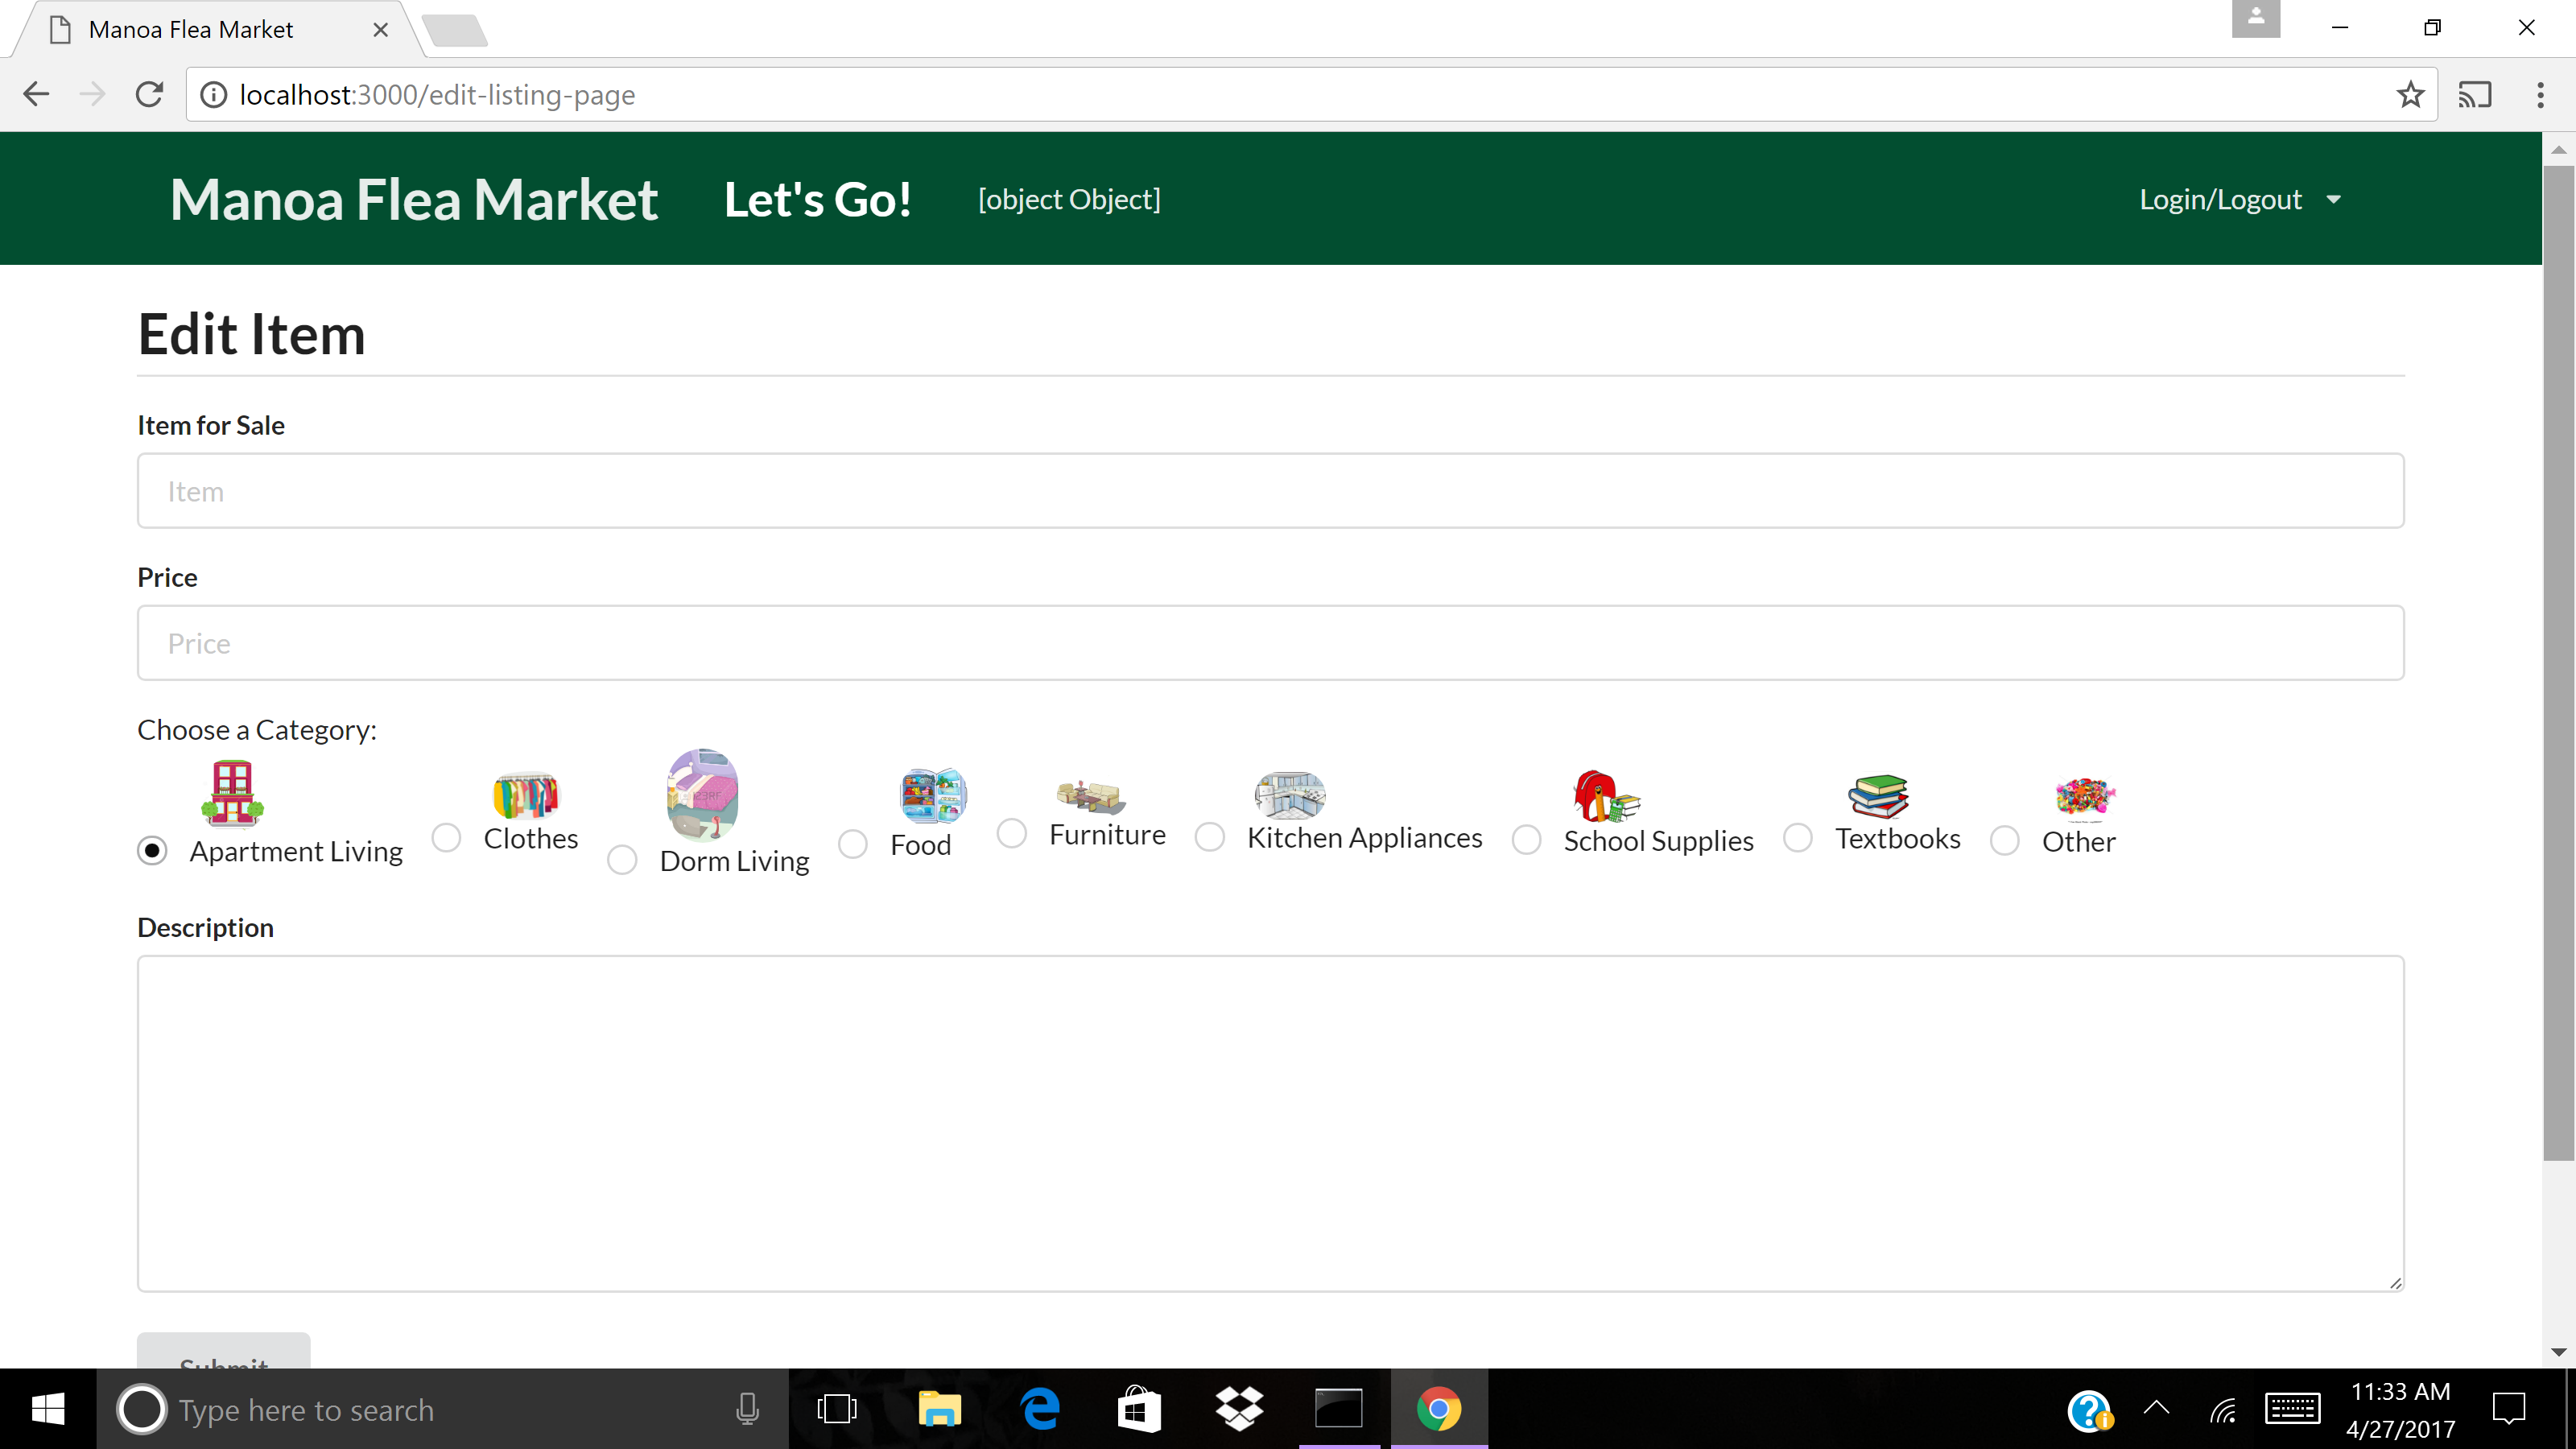 Manoa Flea Market
localhost:3000/edit-listing-page
Manoa Flea Market Let's Go! [object Object] Login/Logout
Edit Item
Item for Sale
Item
Price
Price
Choose a Category:
Apartment Living Clothes Dorm Living Food Furniture Kitchen Appliances School Supplies Textbooks Other
Description
Submit
Type here to search
11:33 AM
4/27/2017